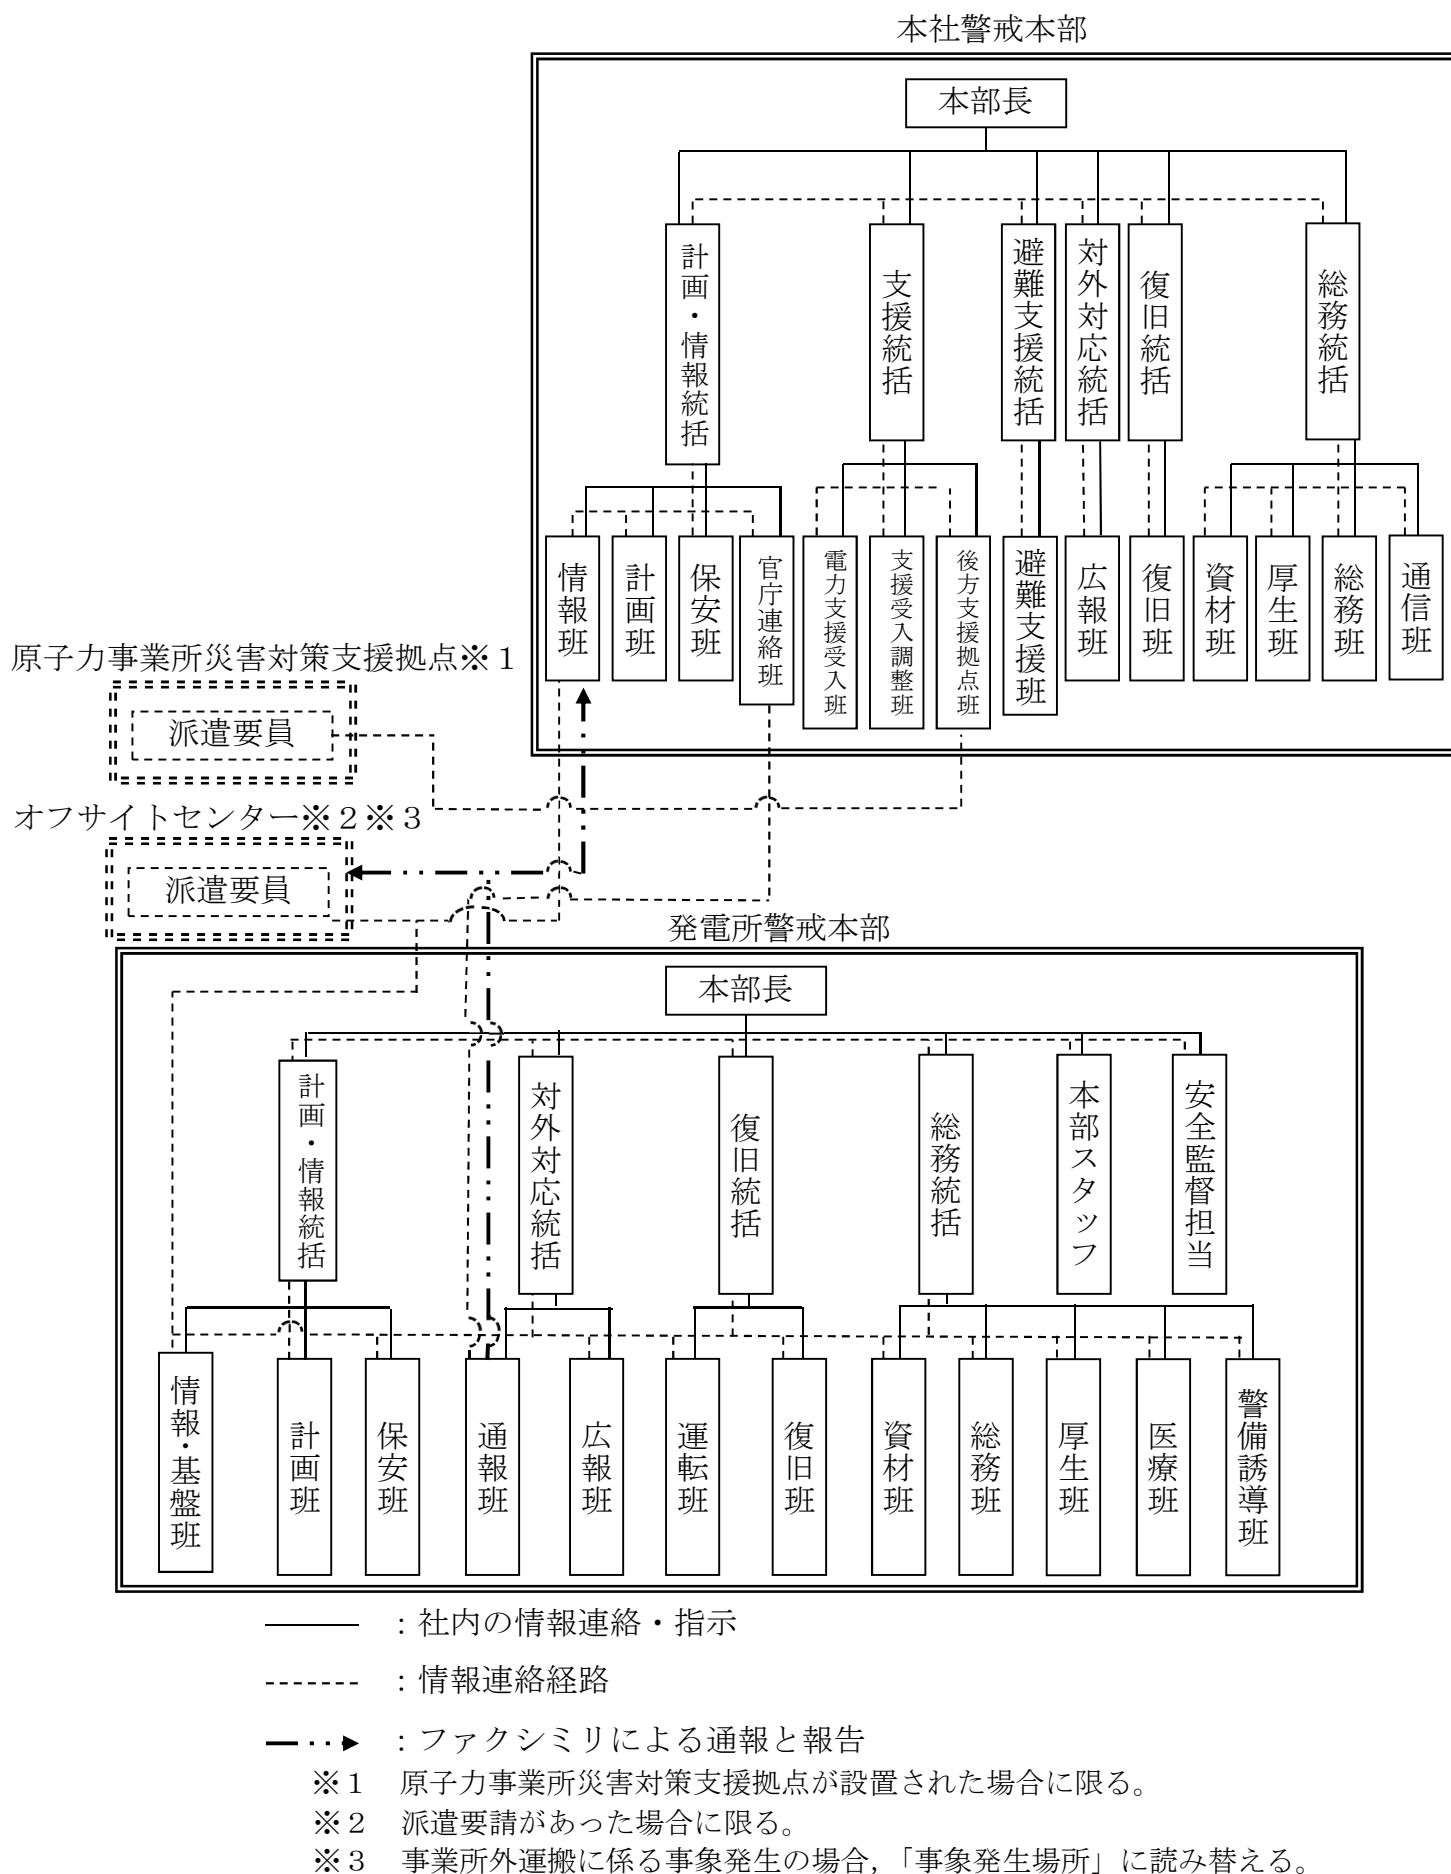 本社警戒本部
本部長
計画・情報統括
支援統括
避難支援統括
対外対応統括
復旧統括
総務統括
情報班
計画班
保安班
官庁連絡班
電力支援受入班
支援受入調整班
後方支援拠点班
避難支援班
広報班
復旧班
資材班
厚生班
総務班
通信班
原子力事業所災害対策支援拠点※１
派遣要員
オフサイトセンター※２※３
派遣要員
発電所警戒本部
本部長
計画・情報統括
対外対応統括
復旧統括
総務統括
本部スタッフ
安全監督担当
情報・基盤班
計画班
保安班
通報班
広報班
運転班
復旧班
資材班
総務班
厚生班
医療班
警備誘導班
：社内の情報連絡・指示
：情報連絡経路
：ファクシミリによる通報と報告
※１　原子力事業所災害対策支援拠点が設置された場合に限る。
※２　派遣要請があった場合に限る。
※３　事業所外運搬に係る事象発生の場合，「事象発生場所」に読み替える。